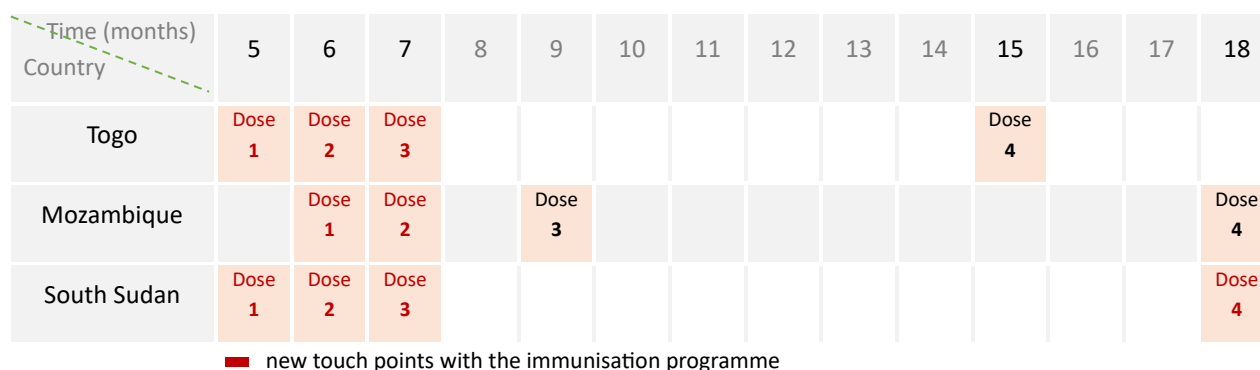 Time (months)
Country
5 6 7 8 9 10 11 12 13 14 15 16 17 18
Togo
Dose 1
Dose 2
Dose 3
Dose 4
Mozambique
Dose 1
Dose 2
Dose 3
Dose 4
South Sudan
Dose 1
Dose 2
Dose 3
Dose 4
new touch points with the immunisation programme